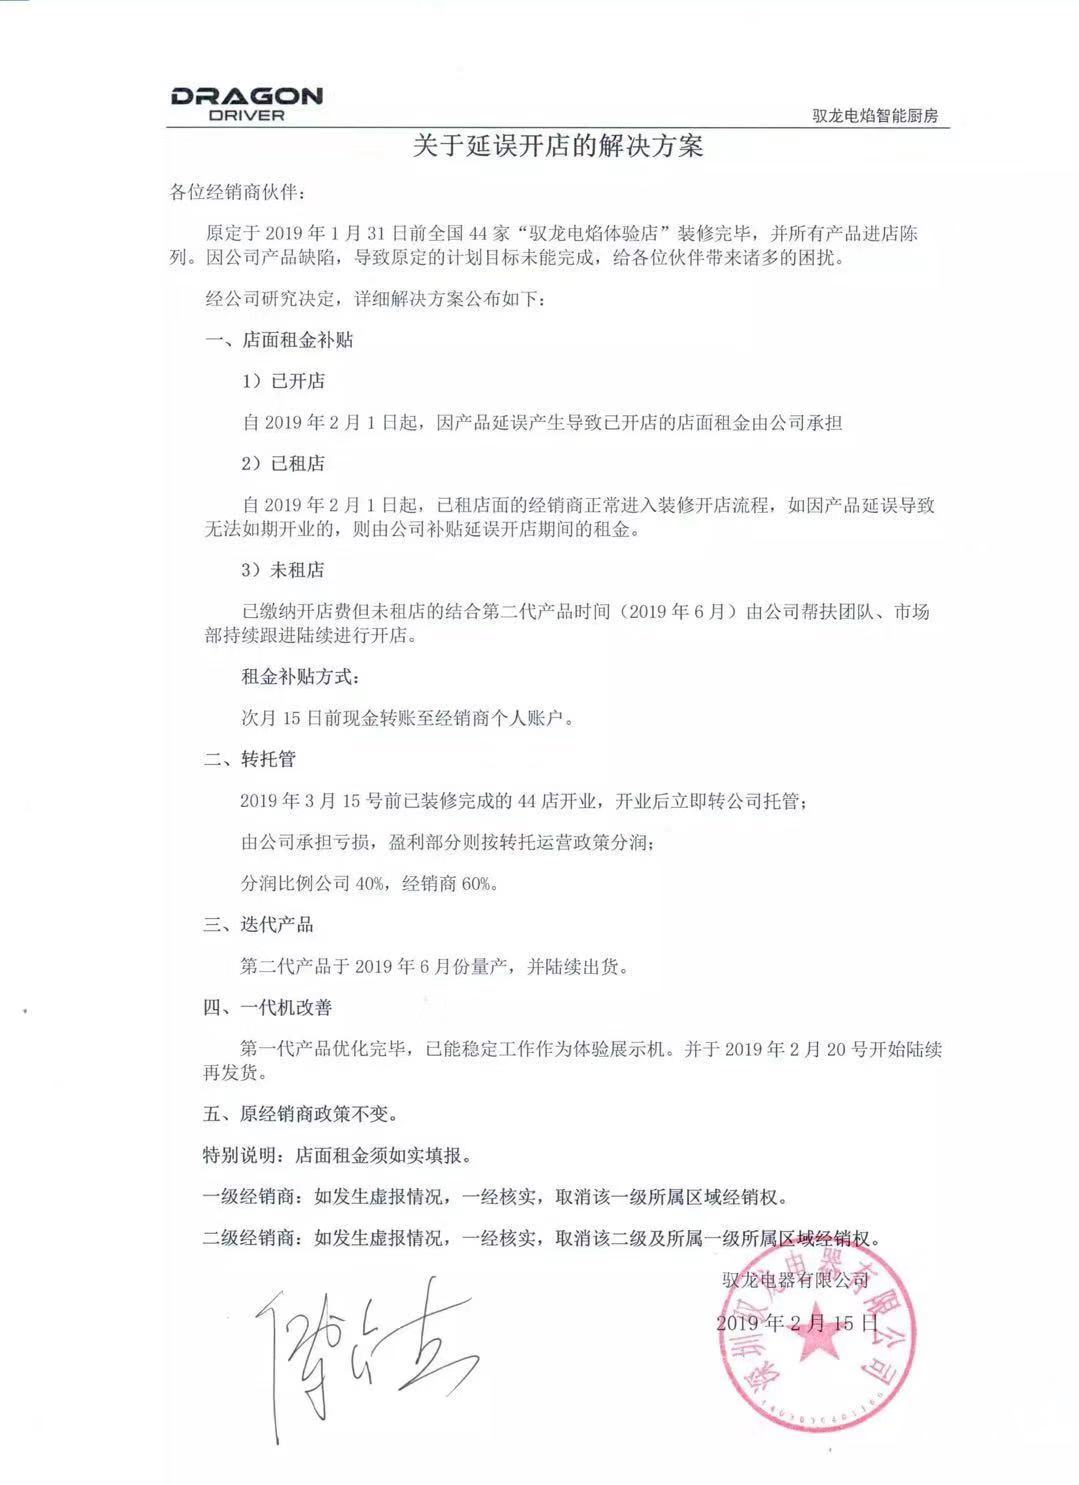 DRAGON
DRIVER
驭龙电焰智能厨房
关于延误开店的解决方案
各位经销商伙伴：
原定于 2019 年 1 月 31 日前全国 44 家“驭龙电焰体验店”装修完毕，并所有产品进店陈
列。因公司产品缺陷，导致原定的计划目标未能完成，给各位伙伴带来诸多的困扰。
经公司研究决定，详细解决方案公布如下：
一、店面租金补贴
1）已开店
自 2019 年 2 月 1 日起，因产品延误产生导致已开店的店面租金由公司承担
2）已租店
自 2019 年 2 月 1 日起，已租店面的经销商正常进入装修开店流程，如因产品延误导致
无法如期开业的，则由公司补贴延误开店期间的租金。
3）未租店
已缴纳开店费但未租店的结合第二代产品时间（2019 年 6 月）由公司帮扶团队、市场
部持续跟进陆续进行开店。
租金补贴方式：
次月 15 日前现金转账至经销商个人账户。
二、转托管
2019 年 3 月 15 号前已装修完成的 44 店开业，开业后立即转公司托管；
由公司承担亏损，盈利部分则按转托运营政策分润；
分润比例公司 40%，经销商 60%。
三、迭代产品
第二代产品于 2019 年 6 月份量产，并陆续出货。
四、一代机改善
第一代产品优化完毕，已能稳定工作作为体验展示机。并于 2019 年 2 月 20 号开始陆续
再发货。
五、原经销商政策不变。
特别说明：店面租金须如实填报。
一级经销商：如发生虚报情况，一经核实，取消该一级所属区域经销权。
二级经销商：如发生虚报情况，一经核实，取消该二级及所属一级所属区域经销权。
驭龙电器有限公司
2019 年 2 月 15 日
深圳驭龙电器有限公司